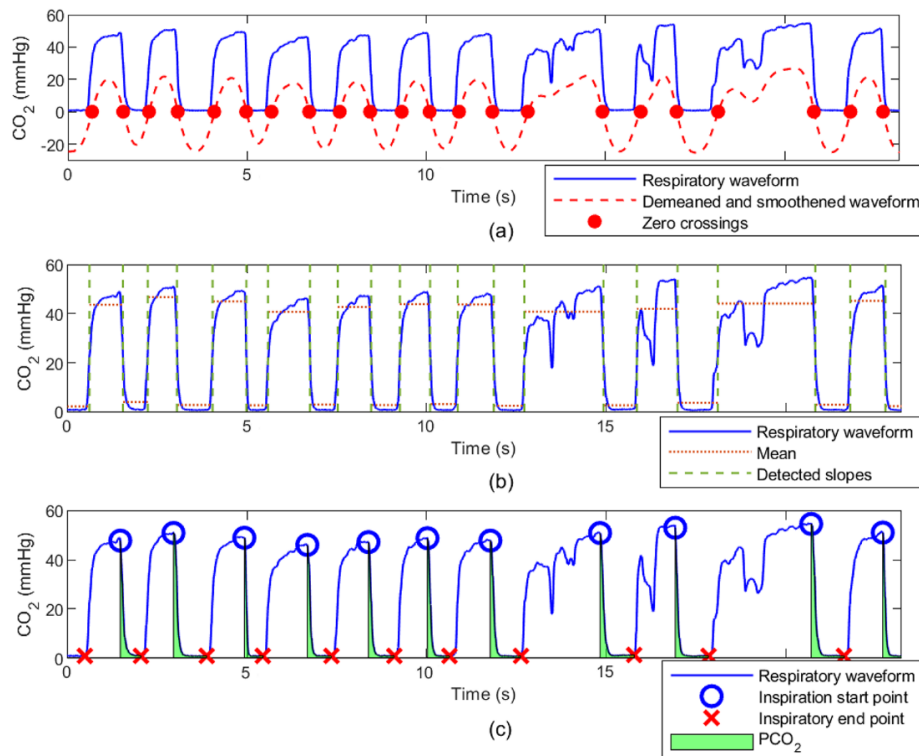 60
40
20
0
-20
CO2 (mmHg)
0 5 10 15
Time (s)
Respiratory waveform
Demeaned and smoothened waveform
Zero crossings
(a)
60
40
20
0
CO2 (mmHg)
0 5 10 15
Time (s)
Respiratory waveform
Mean
Detected slopes
(b)
60
40
20
0
CO2 (mmHg)
0 5 10 15
Time (s)
Respiratory waveform
Inspiration start point
Inspiratory end point
PCO2
(c)